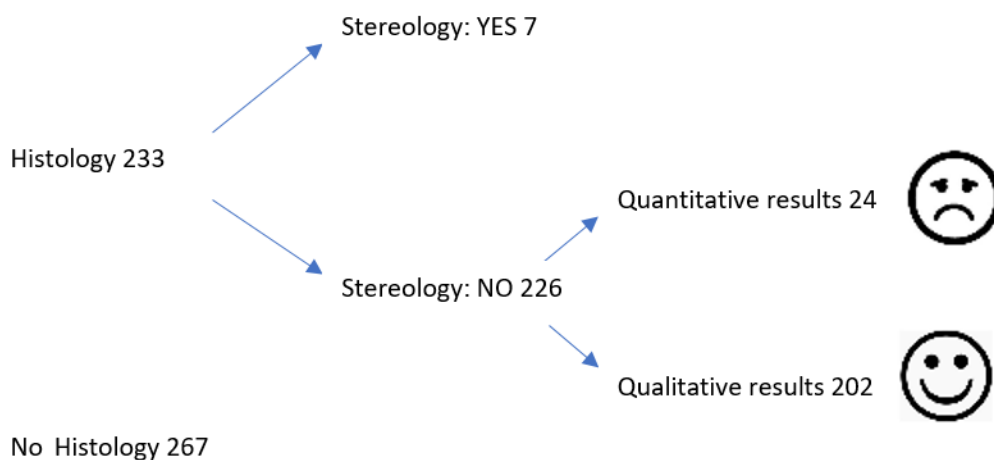 Stereology: YES 7
Histology 233
Quantitative results 24
Stereology: NO 226
Qualitative results 202
No Histology 267